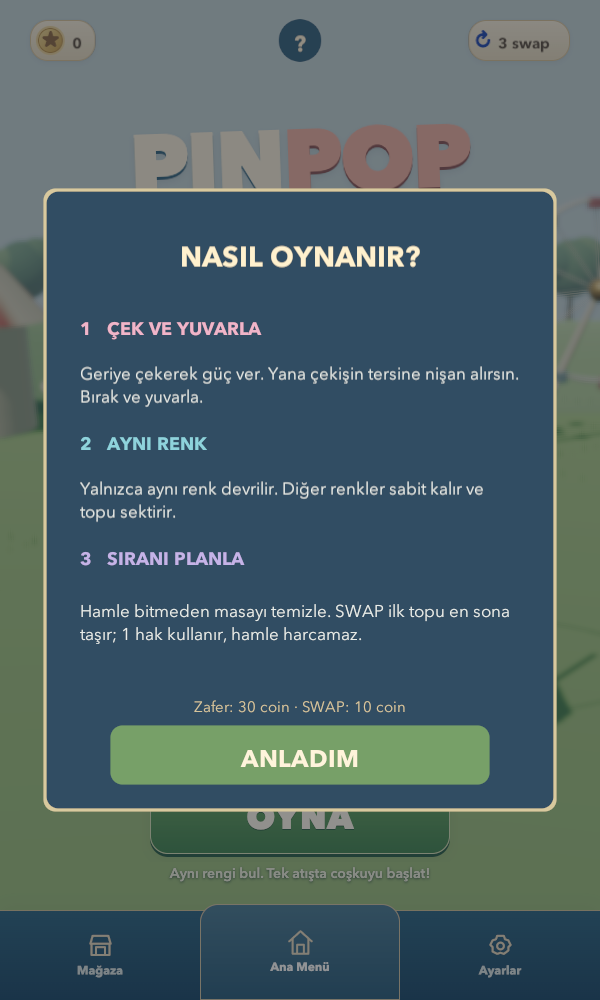 0
?
3 swap
PINPOP
NASIL OYNANIR?
1 ÇEK VE YUVARLA
Geriye çekerek güç ver. Yana çekişin tersine nişan alırsın.
Bırak ve yuvarla.
2 AYNI RENK
Yalnızca aynı renk devrilir. Diğer renkler sabit kalır ve
topu sektirir.
3 SIRANI PLANLA
Hamle bitmeden masayı temizle. SWAP ilk topu en sona
taşır; 1 hak kullanır, hamle harcamaz.
Zafer: 30 coin · SWAP: 10 coin
ANLADIM
OYNA
Aynı rengi bul. Tek atışta coşkuyu başlat!
Mağaza
Ana Menü
Ayarlar